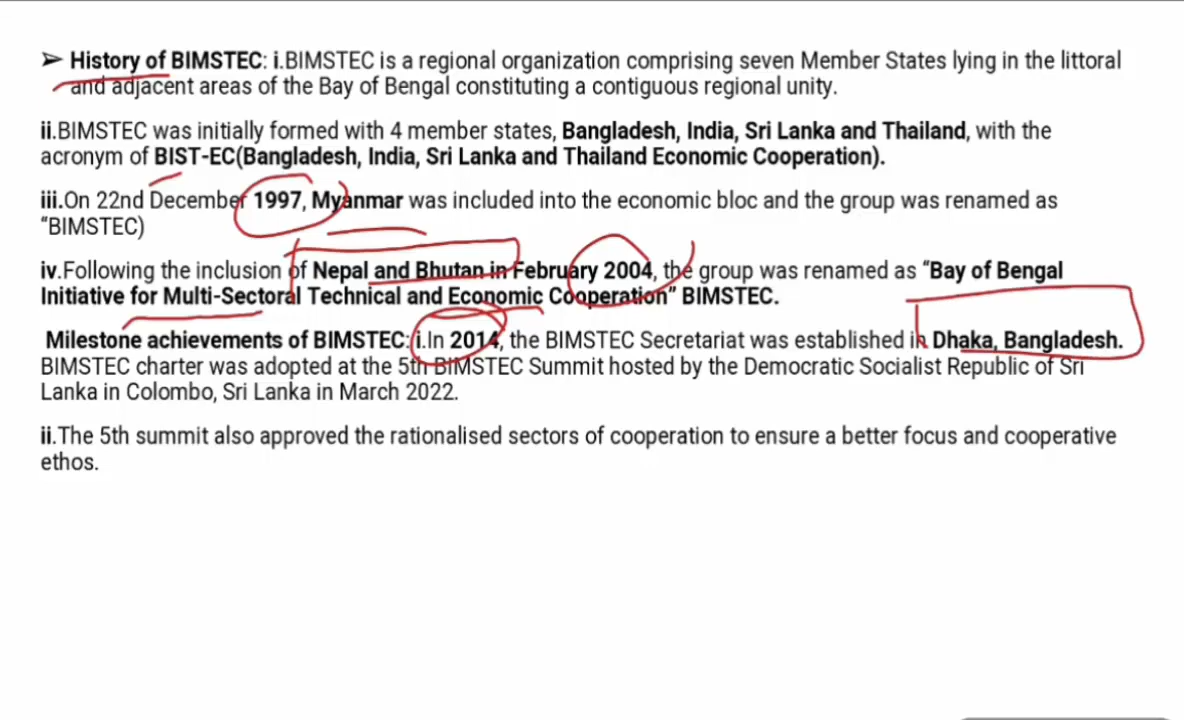 ➢ History of BIMSTEC: i.BIMSTEC is a regional organization comprising seven Member States lying in the littoral
and adjacent areas of the Bay of Bengal constituting a contiguous regional unity.
ii.BIMSTEC was initially formed with 4 member states, Bangladesh, India, Sri Lanka and Thailand, with the
acronym of BIST-EC(Bangladesh, India, Sri Lanka and Thailand Economic Cooperation).
iii.On 22nd December 1997, Myanmar was included into the economic bloc and the group was renamed as
“BIMSTEC)
iv.Following the inclusion of Nepal and Bhutan in February 2004, the group was renamed as “Bay of Bengal
Initiative for Multi-Sectoral Technical and Economic Cooperation” BIMSTEC.
Milestone achievements of BIMSTEC: i.In 2014, the BIMSTEC Secretariat was established in Dhaka, Bangladesh.
BIMSTEC charter was adopted at the 5th BIMSTEC Summit hosted by the Democratic Socialist Republic of Sri
Lanka in Colombo, Sri Lanka in March 2022.
ii.The 5th summit also approved the rationalised sectors of cooperation to ensure a better focus and cooperative
ethos.